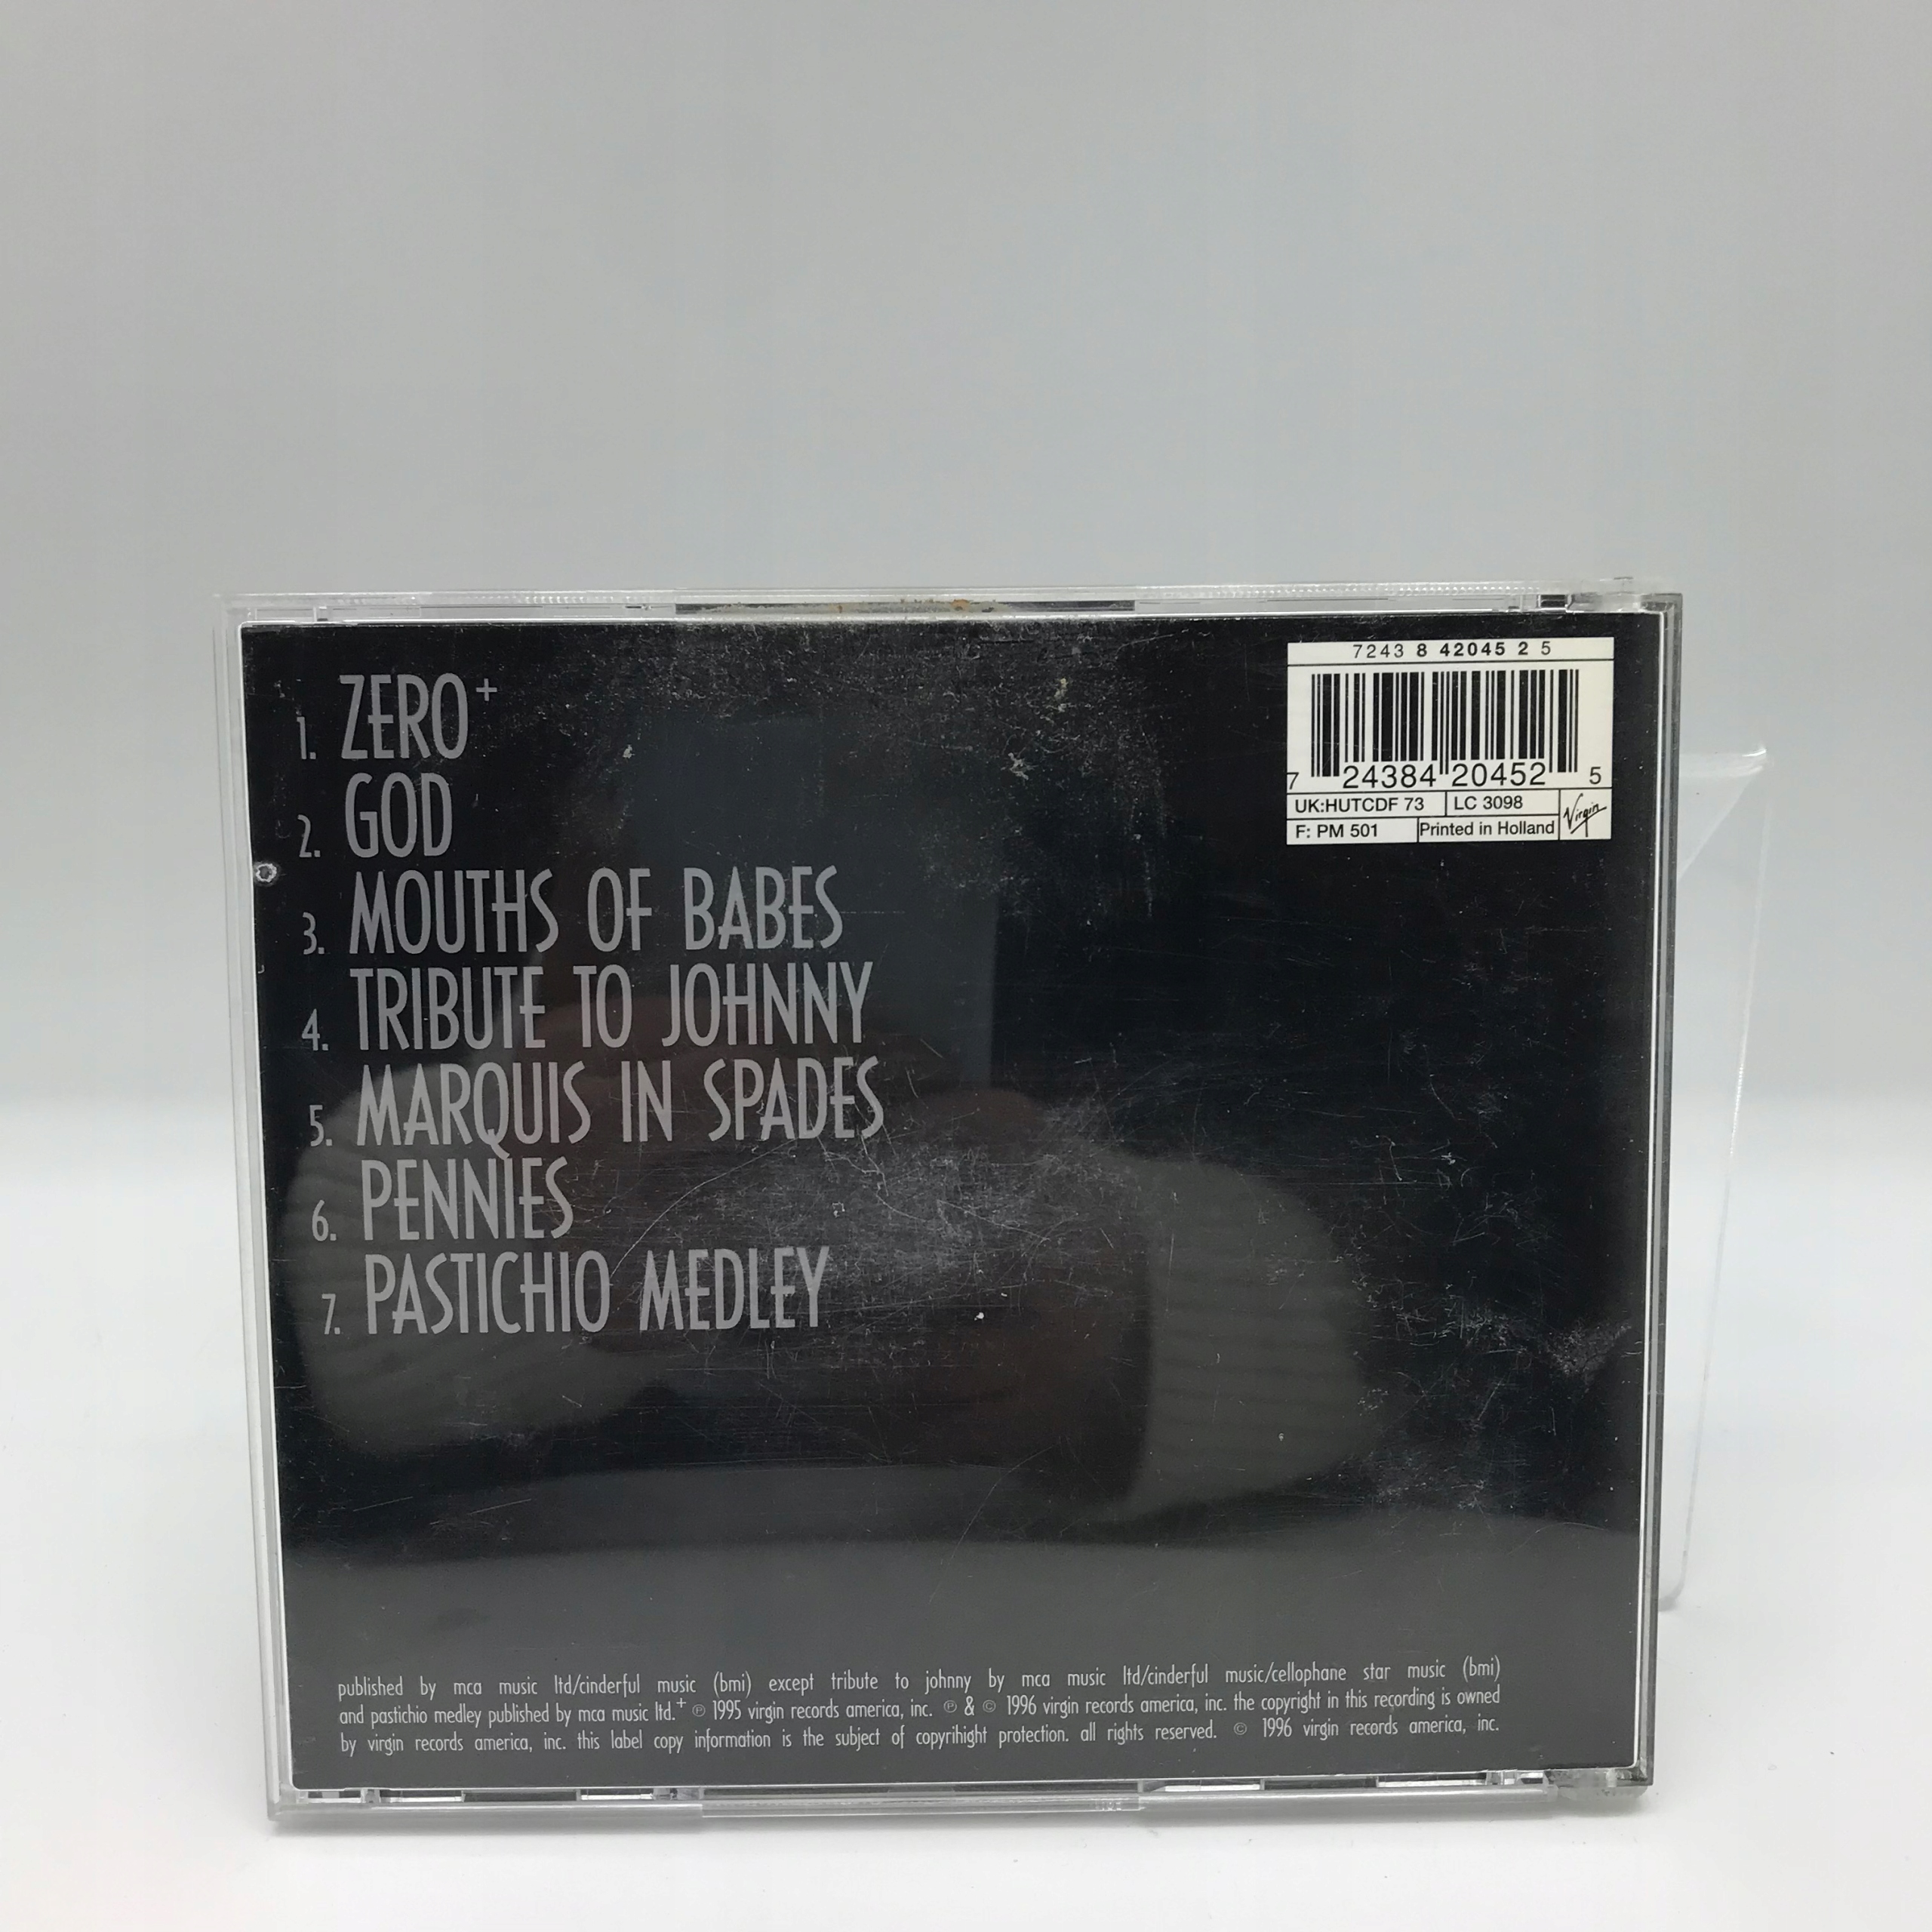 1. ZERO+
2. GOD
3. MOUTHS OF BABES
4. TRIBUTE TO JOHNNY
5. MARQUIS IN SPADES
6. PENNIES
7. PASTICHIO MEDLEY
7243 8 42045 2 5
7 24384 20452 5
UK:HUTCDF 73 LC 3098
F: PM 501 Printed in Holland Virgin
published by mca music ltd/cinderful music (bmi) except tribute to johnny by mca music ltd/cinderful music/cellophane star music (bmi)
and pastichio medley published by mca music ltd.+ ℗ 1995 virgin records america, inc. ℗ & © 1996 virgin records america, inc. the copyright in this recording is owned
by virgin records america, inc. this label copy information is the subject of copyrihight protection. all rights reserved. © 1996 virgin records america, inc.